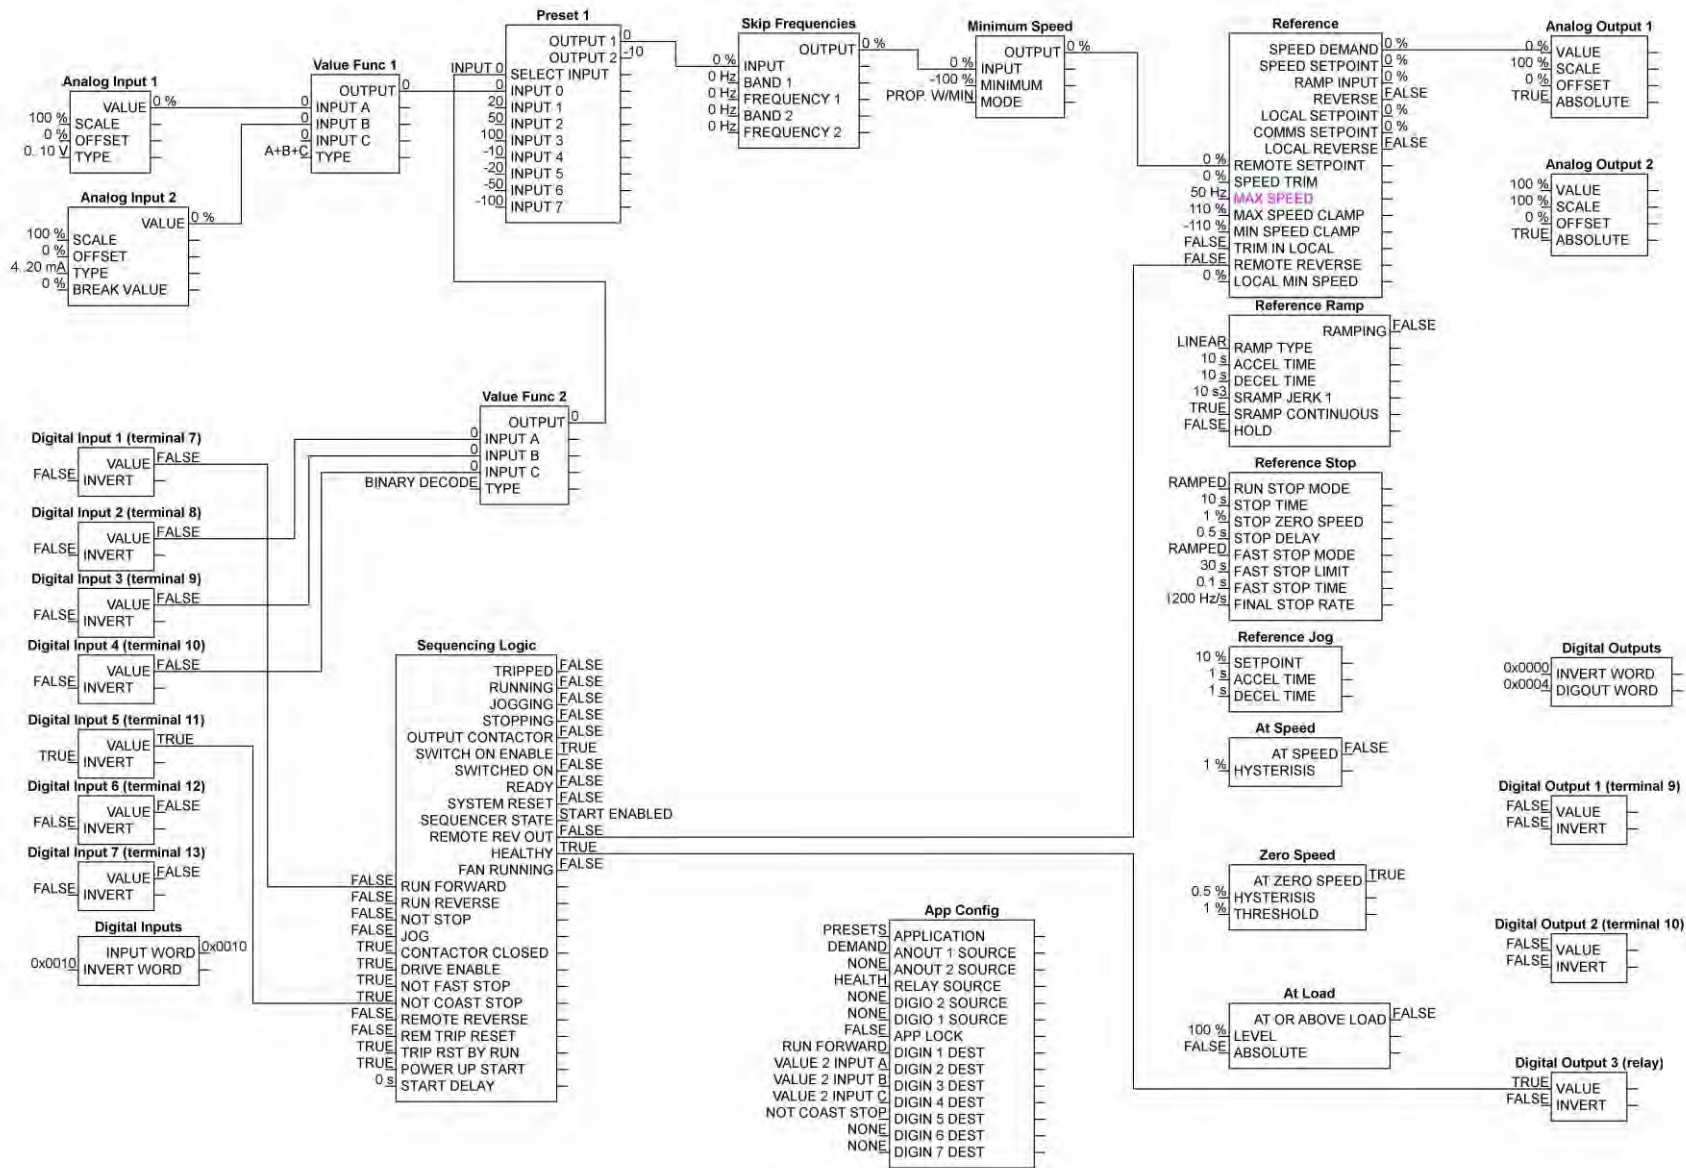 Analog Input 1
VALUE 0 %
100 % SCALE
0 % OFFSET
0..10 V TYPE
Analog Input 2
VALUE 0 %
100 % SCALE
0 % OFFSET
4..20 mA TYPE
0 % BREAK VALUE
Value Func 1
OUTPUT 0
0 INPUT A
0 INPUT B
0 INPUT C
A+B+C TYPE
Preset 1
OUTPUT 1 0
OUTPUT 2 -10
INPUT 0 SELECT INPUT
0 INPUT 0
20 INPUT 1
50 INPUT 2
100 INPUT 3
-10 INPUT 4
-20 INPUT 5
-50 INPUT 6
-100 INPUT 7
Skip Frequencies
OUTPUT 0 %
0 % INPUT
0 Hz BAND 1
0 Hz FREQUENCY 1
0 Hz BAND 2
0 Hz FREQUENCY 2
Minimum Speed
OUTPUT 0 %
0 % INPUT
-100 % MINIMUM
PROP. W/MIN MODE
Reference
SPEED DEMAND 0 %
SPEED SETPOINT 0 %
RAMP INPUT 0 %
REVERSE FALSE
LOCAL SETPOINT 0 %
COMMS SETPOINT 0 %
LOCAL REVERSE FALSE
0 % REMOTE SETPOINT
0 % SPEED TRIM
50 Hz MAX SPEED
110 % MAX SPEED CLAMP
-110 % MIN SPEED CLAMP
FALSE TRIM IN LOCAL
FALSE REMOTE REVERSE
0 % LOCAL MIN SPEED
Analog Output 1
0 % VALUE
100 % SCALE
0 % OFFSET
TRUE ABSOLUTE
Analog Output 2
100 % VALUE
100 % SCALE
0 % OFFSET
TRUE ABSOLUTE
Reference Ramp
RAMPING FALSE
LINEAR RAMP TYPE
10 s ACCEL TIME
10 s DECEL TIME
10 s3 SRAMP JERK 1
TRUE SRAMP CONTINUOUS
FALSE HOLD
Value Func 2
OUTPUT 0
0 INPUT A
0 INPUT B
0 INPUT C
BINARY DECODE TYPE
Digital Input 1 (terminal 7)
VALUE FALSE
FALSE INVERT
Digital Input 2 (terminal 8)
VALUE FALSE
FALSE INVERT
Digital Input 3 (terminal 9)
VALUE FALSE
FALSE INVERT
Digital Input 4 (terminal 10)
VALUE FALSE
FALSE INVERT
Digital Input 5 (terminal 11)
VALUE TRUE
TRUE INVERT
Digital Input 6 (terminal 12)
VALUE FALSE
FALSE INVERT
Digital Input 7 (terminal 13)
VALUE FALSE
FALSE INVERT
Digital Inputs
INPUT WORD 0x0010
0x0010 INVERT WORD
Reference Stop
RAMPED RUN STOP MODE
10 s STOP TIME
1 % STOP ZERO SPEED
0.5 s STOP DELAY
RAMPED FAST STOP MODE
30 s FAST STOP LIMIT
0.1 s FAST STOP TIME
1200 Hz/s FINAL STOP RATE
Sequencing Logic
TRIPPED FALSE
RUNNING FALSE
JOGGING FALSE
STOPPING FALSE
OUTPUT CONTACTOR FALSE
SWITCH ON ENABLE TRUE
SWITCHED ON FALSE
READY FALSE
SYSTEM RESET FALSE
SEQUENCER STATE START ENABLED
REMOTE REV OUT FALSE
HEALTHY TRUE
FAN RUNNING FALSE
FALSE RUN FORWARD
FALSE RUN REVERSE
FALSE NOT STOP
FALSE JOG
TRUE CONTACTOR CLOSED
TRUE DRIVE ENABLE
TRUE NOT FAST STOP
TRUE NOT COAST STOP
FALSE REMOTE REVERSE
FALSE REM TRIP RESET
TRUE TRIP RST BY RUN
TRUE POWER UP START
0 s START DELAY
Reference Jog
10 % SETPOINT
1 s ACCEL TIME
1 s DECEL TIME
Digital Outputs
0x0000 INVERT WORD
0x0004 DIGOUT WORD
At Speed
AT SPEED FALSE
1 % HYSTERISIS
Digital Output 1 (terminal 9)
FALSE VALUE
FALSE INVERT
Zero Speed
AT ZERO SPEED TRUE
0.5 % HYSTERISIS
1 % THRESHOLD
App Config
PRESETS APPLICATION
DEMAND ANOUT 1 SOURCE
NONE ANOUT 2 SOURCE
HEALTH RELAY SOURCE
NONE DIGIO 2 SOURCE
NONE DIGIO 1 SOURCE
FALSE APP LOCK
RUN FORWARD DIGIN 1 DEST
VALUE 2 INPUT A DIGIN 2 DEST
VALUE 2 INPUT B DIGIN 3 DEST
VALUE 2 INPUT C DIGIN 4 DEST
NOT COAST STOP DIGIN 5 DEST
NONE DIGIN 6 DEST
NONE DIGIN 7 DEST
Digital Output 2 (terminal 10)
FALSE VALUE
FALSE INVERT
At Load
AT OR ABOVE LOAD FALSE
100 % LEVEL
FALSE ABSOLUTE
Digital Output 3 (relay)
TRUE VALUE
FALSE INVERT